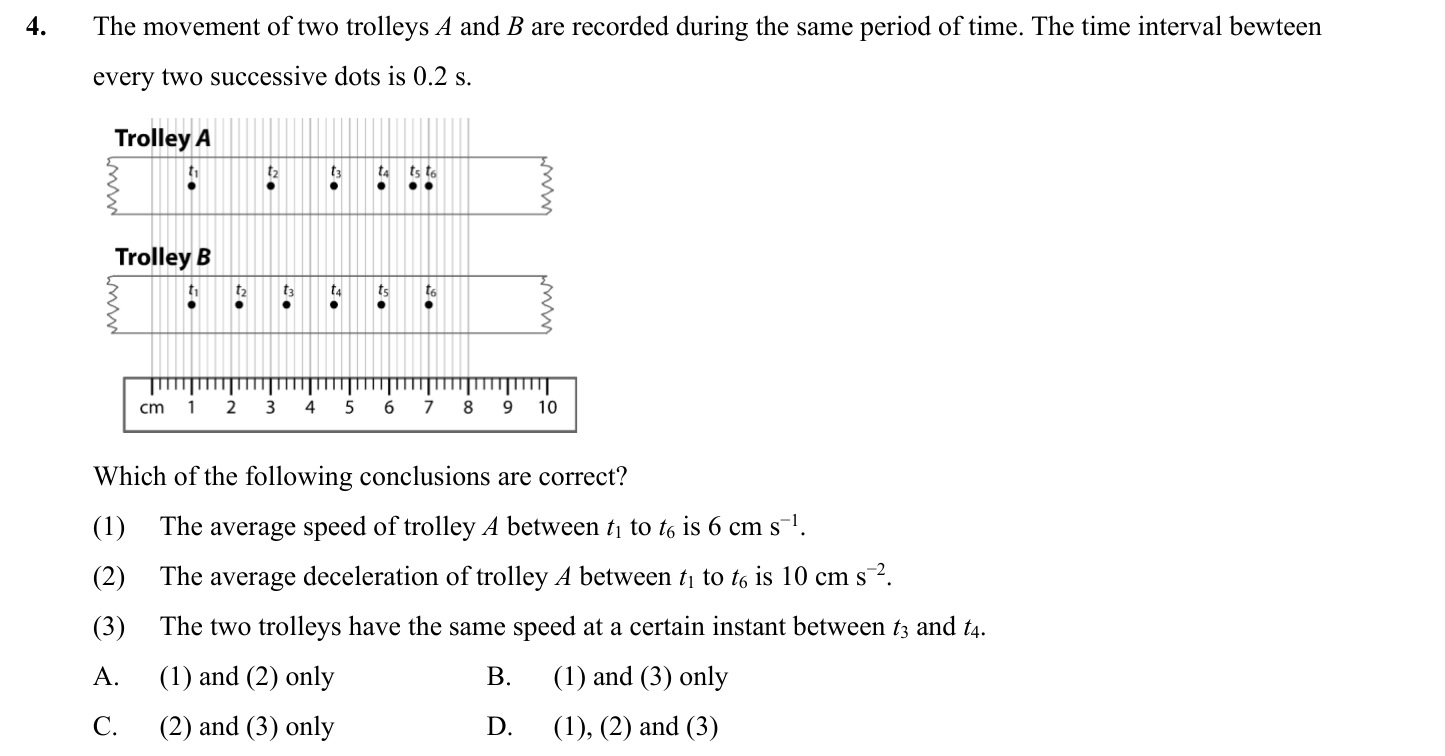 4. The movement of two trolleys A and B are recorded during the same period of time. The time interval bewteen
every two successive dots is 0.2 s.
Trolley A
t₁ t₂ t₃ t₄ t₅ t₆
Trolley B
t₁ t₂ t₃ t₄ t₅ t₆
cm 1 2 3 4 5 6 7 8 9 10
Which of the following conclusions are correct?
(1) The average speed of trolley A between t₁ to t₆ is 6 cm s⁻¹.
(2) The average deceleration of trolley A between t₁ to t₆ is 10 cm s⁻².
(3) The two trolleys have the same speed at a certain instant between t₃ and t₄.
A. (1) and (2) only B. (1) and (3) only
C. (2) and (3) only D. (1), (2) and (3)